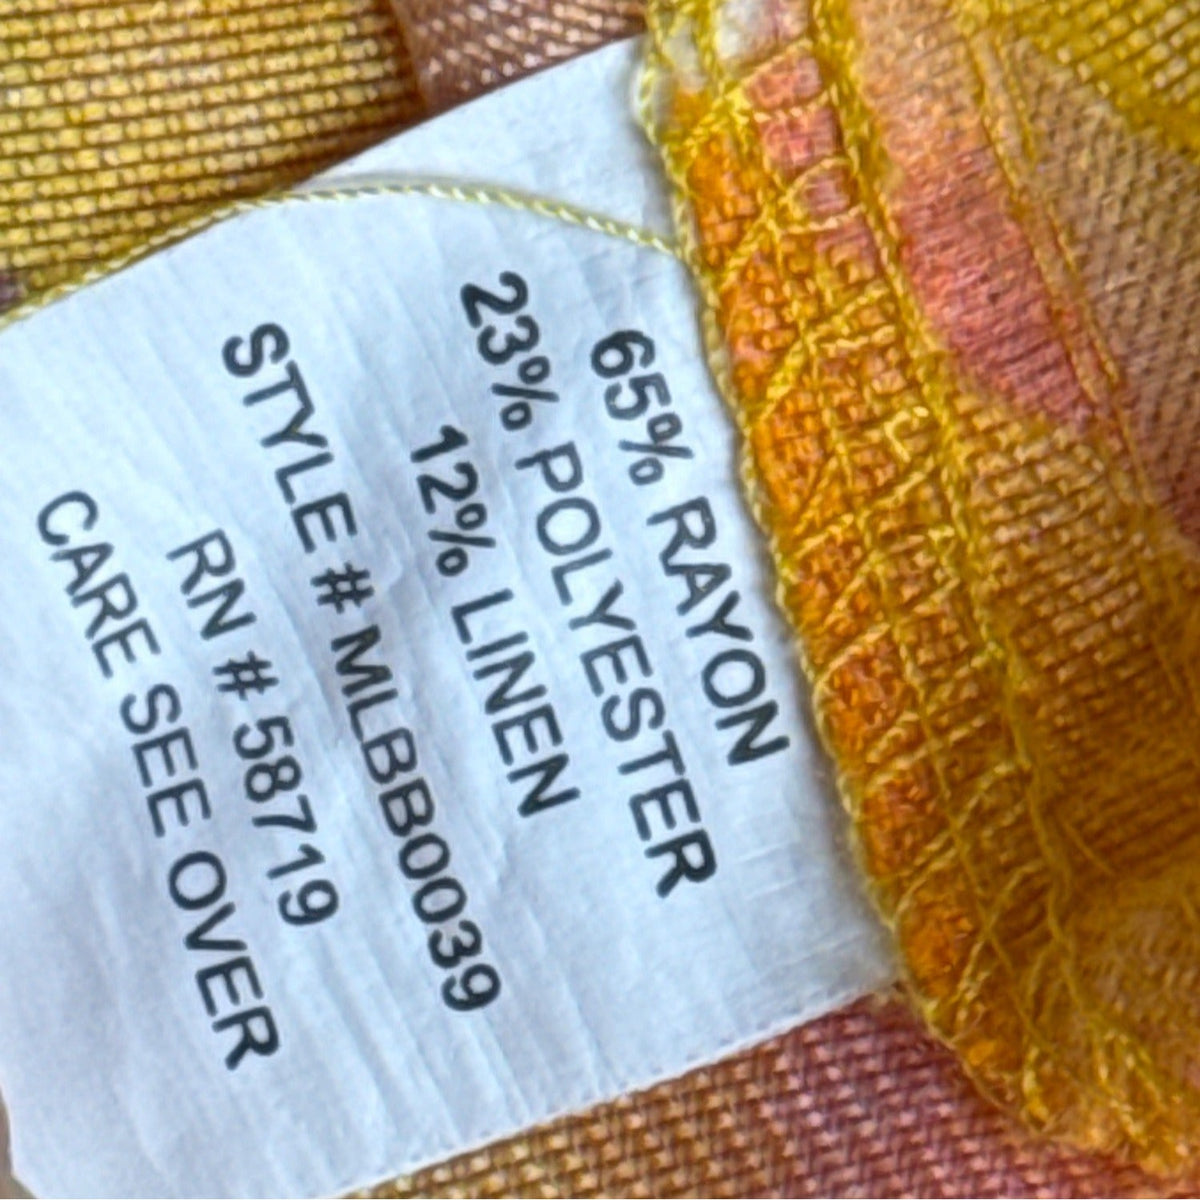 65% RAYON
23% POLYESTER
12% LINEN
STYLE # MLBB0039
RN # 58719
CARE SEE OVER